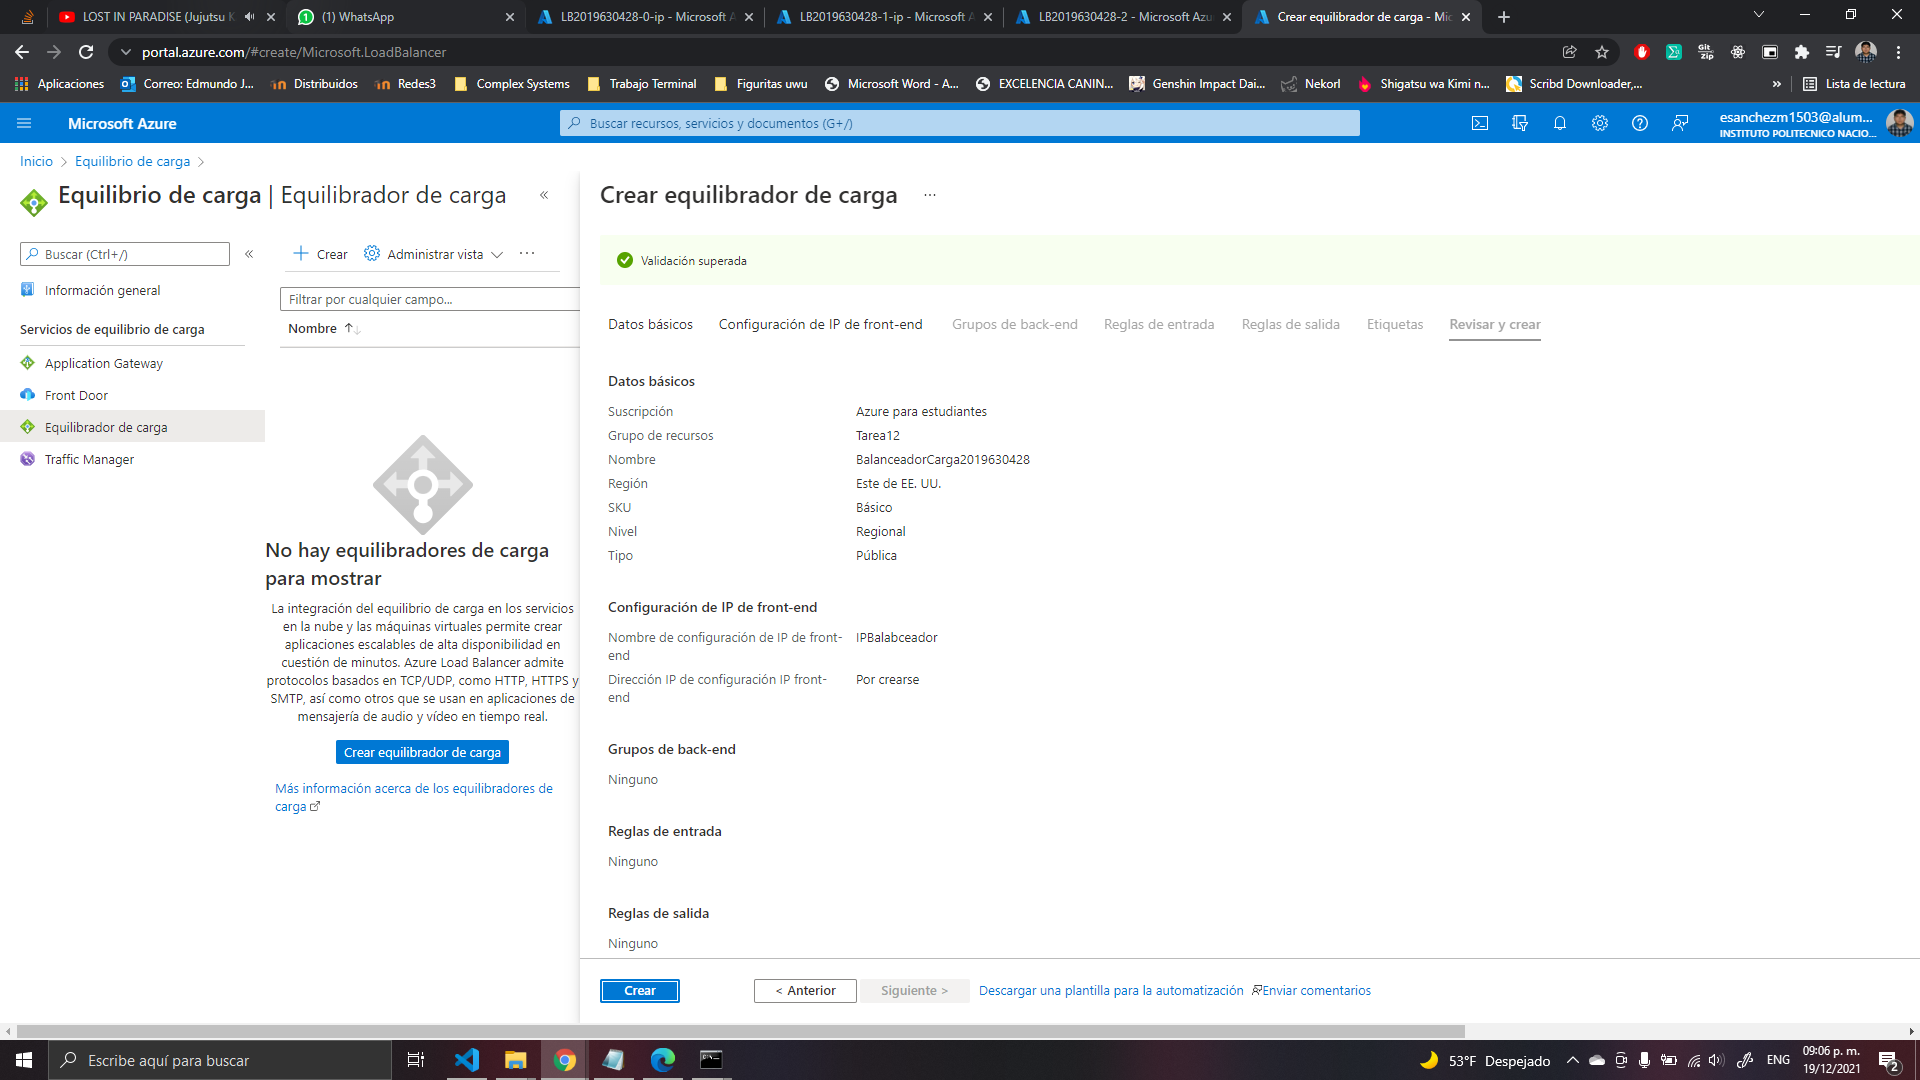 LOST IN PARADISE (Jujutsu K
(1) WhatsApp
LB2019630428-0-ip - Microsoft A
LB2019630428-1-ip - Microsoft A
LB2019630428-2 - Microsoft Azu
Crear equilibrador de carga - Mic
portal.azure.com/#create/Microsoft.LoadBalancer
Aplicaciones
Correo: Edmundo J...
Distribuidos
Redes3
Complex Systems
Trabajo Terminal
Figuritas uwu
Microsoft Word - A...
EXCELENCIA CANIN...
Genshin Impact Dai...
Nekorl
Shigatsu wa Kimi n...
Scribd Downloader,...
»
Lista de lectura
Microsoft Azure
Buscar recursos, servicios y documentos (G+/)
esanchezm1503@alum...
INSTITUTO POLITECNICO NACIO...
Inicio > Equilibrio de carga >
Equilibrio de carga | Equilibrador de carga
Buscar (Ctrl+/)
Información general
Servicios de equilibrio de carga
Application Gateway
Front Door
Equilibrador de carga
Traffic Manager
Crear
Administrar vista
Filtrar por cualquier campo...
Nombre
No hay equilibradores de carga
para mostrar
La integración del equilibrio de carga en los servicios
en la nube y las máquinas virtuales permite crear
aplicaciones escalables de alta disponibilidad en
cuestión de minutos. Azure Load Balancer admite
protocolos basados en TCP/UDP, como HTTP, HTTPS y
SMTP, así como otros que se usan en aplicaciones de
mensajería de audio y vídeo en tiempo real.
Crear equilibrador de carga
Más información acerca de los equilibradores de
carga
Crear equilibrador de carga
Validación superada
Datos básicos
Configuración de IP de front-end
Grupos de back-end
Reglas de entrada
Reglas de salida
Etiquetas
Revisar y crear
Datos básicos
Suscripción Azure para estudiantes
Grupo de recursos Tarea12
Nombre BalanceadorCarga2019630428
Región Este de EE. UU.
SKU Básico
Nivel Regional
Tipo Pública
Configuración de IP de front-end
Nombre de configuración de IP de front- IPBalabceador
end
Dirección IP de configuración IP front- Por crearse
end
Grupos de back-end
Ninguno
Reglas de entrada
Ninguno
Reglas de salida
Ninguno
Crear
< Anterior
Siguiente >
Descargar una plantilla para la automatización
Enviar comentarios
Escribe aquí para buscar
53°F Despejado
ENG
09:06 p. m.
19/12/2021
2